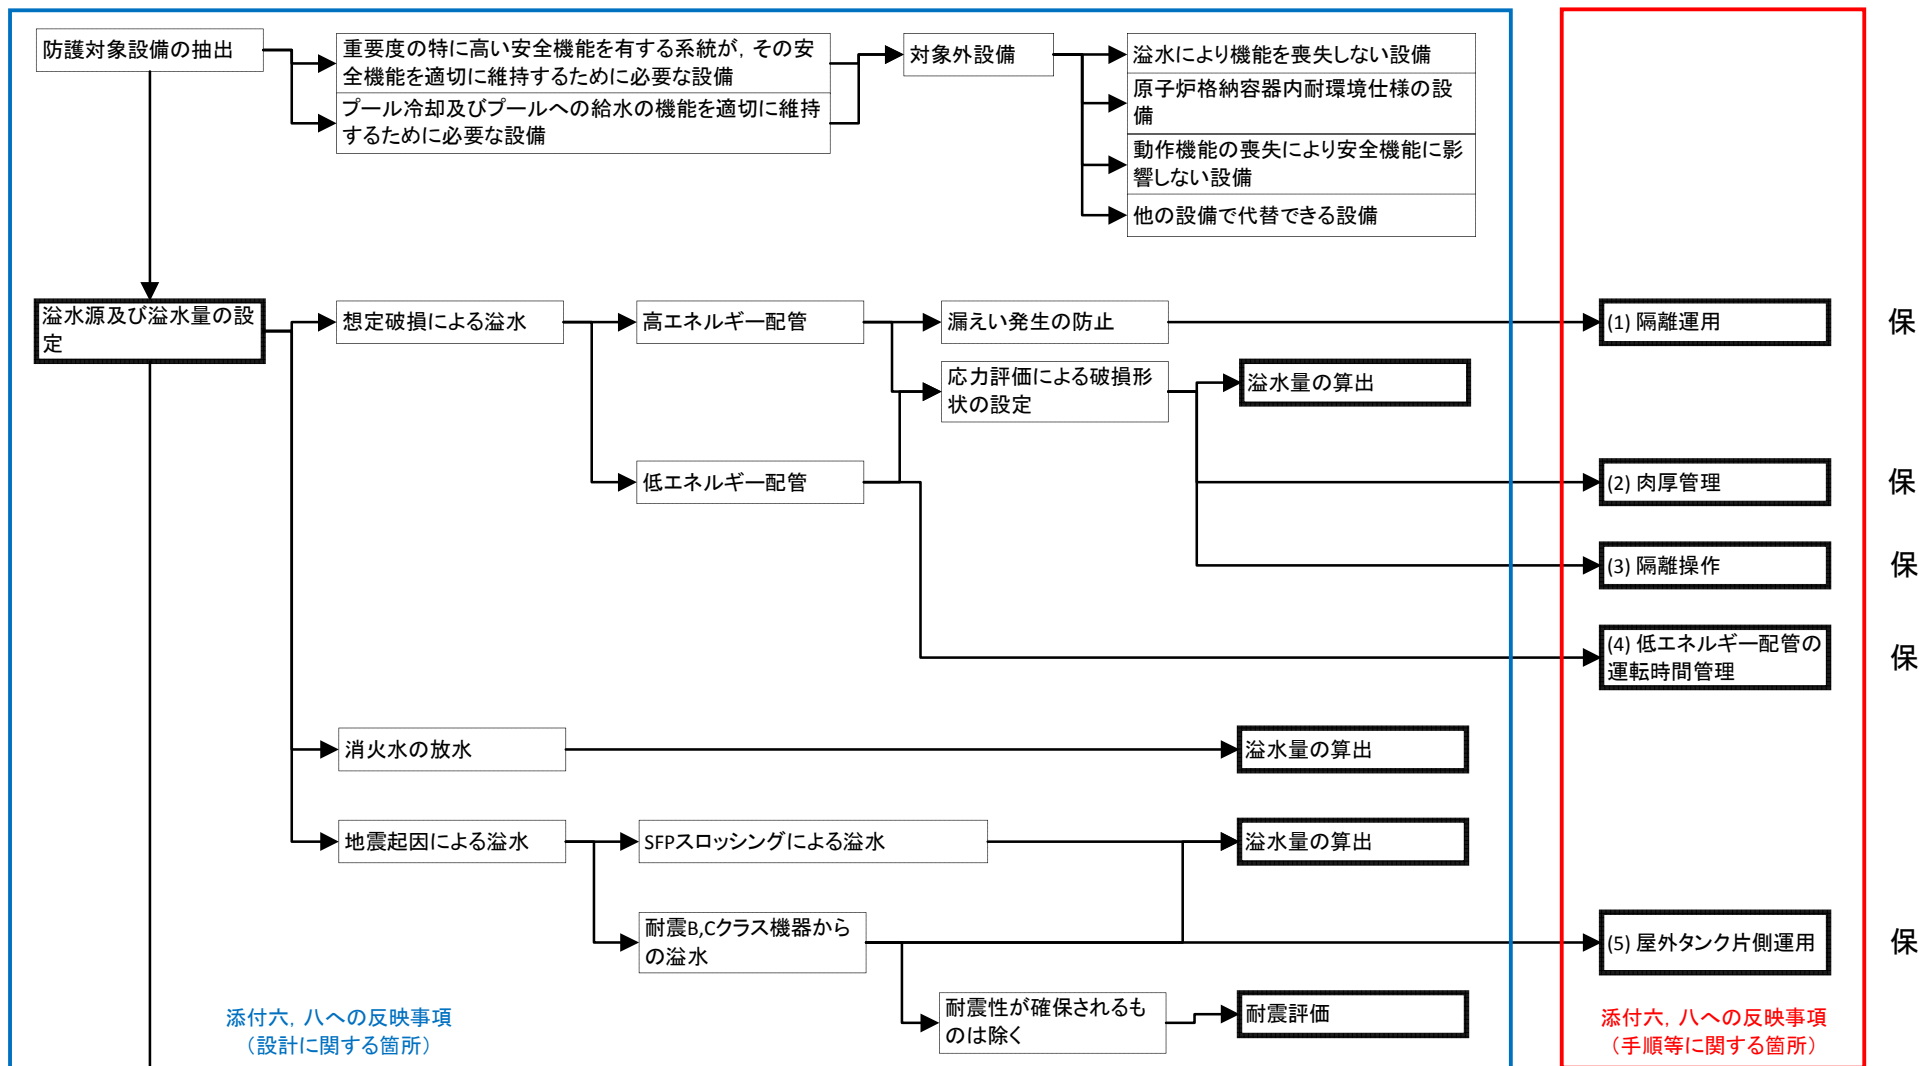 防護対象設備の抽出
重要度の特に高い安全機能を有する系統が，その安
全機能を適切に維持するために必要な設備
プール冷却及びプールへの給水の機能を適切に維持
するために必要な設備
対象外設備
溢水により機能を喪失しない設備
原子炉格納容器内耐環境仕様の設
備
動作機能の喪失により安全機能に影
響しない設備
他の設備で代替できる設備
溢水源及び溢水量の設
定
想定破損による溢水
高エネルギー配管
漏えい発生の防止
(1) 隔離運用
保
応力評価による破損形
状の設定
溢水量の算出
低エネルギー配管
(2) 肉厚管理
保
(3) 隔離操作
保
(4) 低エネルギー配管の
運転時間管理
保
消火水の放水
溢水量の算出
地震起因による溢水
SFPスロッシングによる溢水
溢水量の算出
耐震B,Cクラス機器から
の溢水
(5) 屋外タンク片側運用
保
耐震性が確保されるも
のは除く
耐震評価
添付六，八への反映事項
（設計に関する箇所）
添付六，八への反映事項
（手順等に関する箇所）